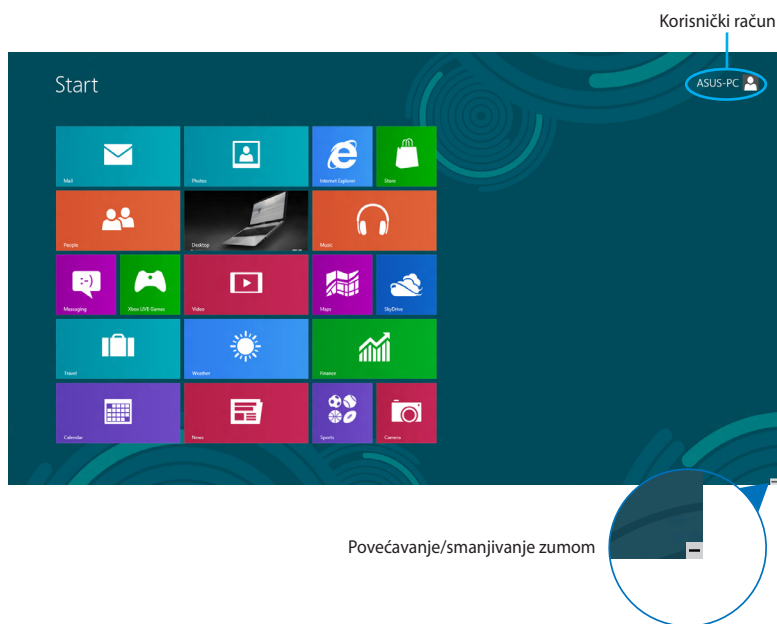 Korisnički račun
Start
ASUS-PC
Mail
Photos
Internet Explorer
Store
People
Desktop
Music
Messaging
Xbox LIVE Games
Video
Maps
SkyDrive
Travel
Weather
Finance
Calendar
News
Sports
Camera
Povećavanje/smanjivanje zumom